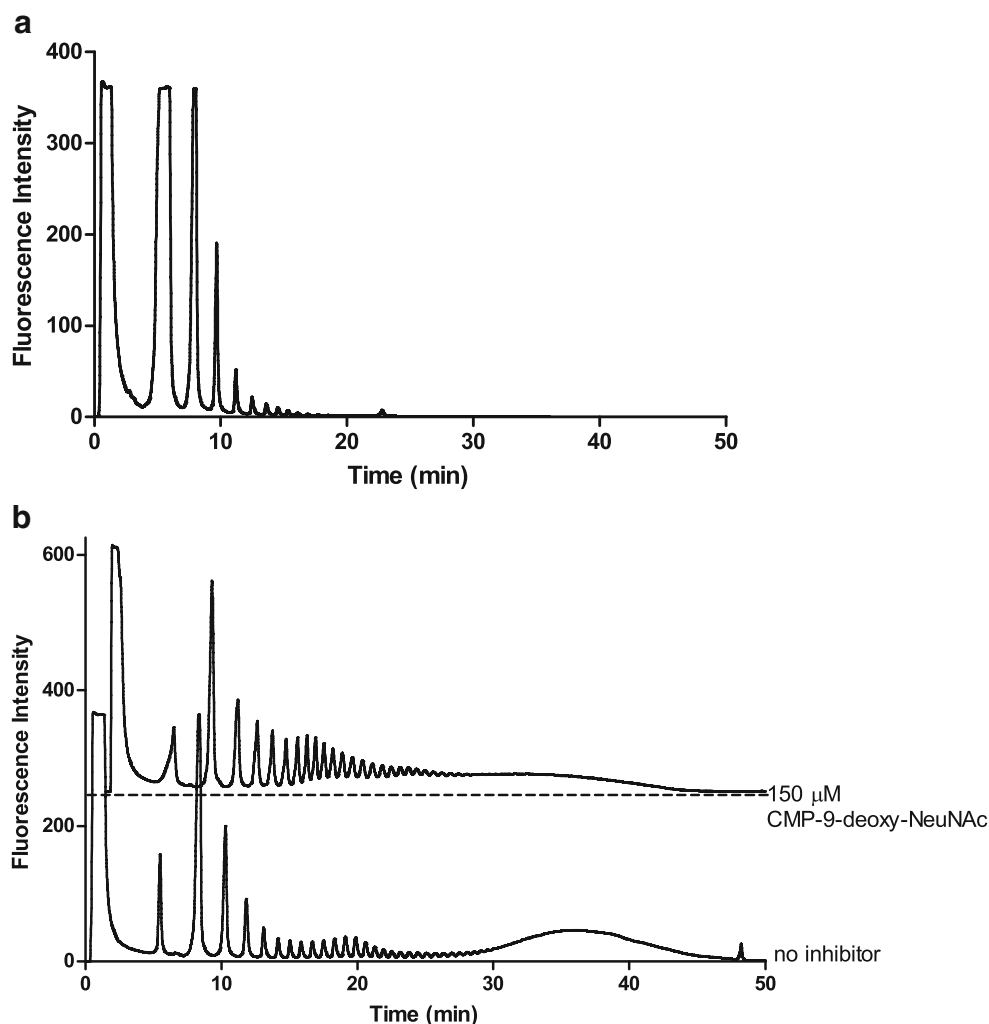 a
400
300
200
100
0
Fluorescence Intensity
0 10 20 30 40 50
Time (min)
b
600
400
200
0
Fluorescence Intensity
150 μM
CMP-9-deoxy-NeuNAc
no inhibitor
0 10 20 30 40 50
Time (min)